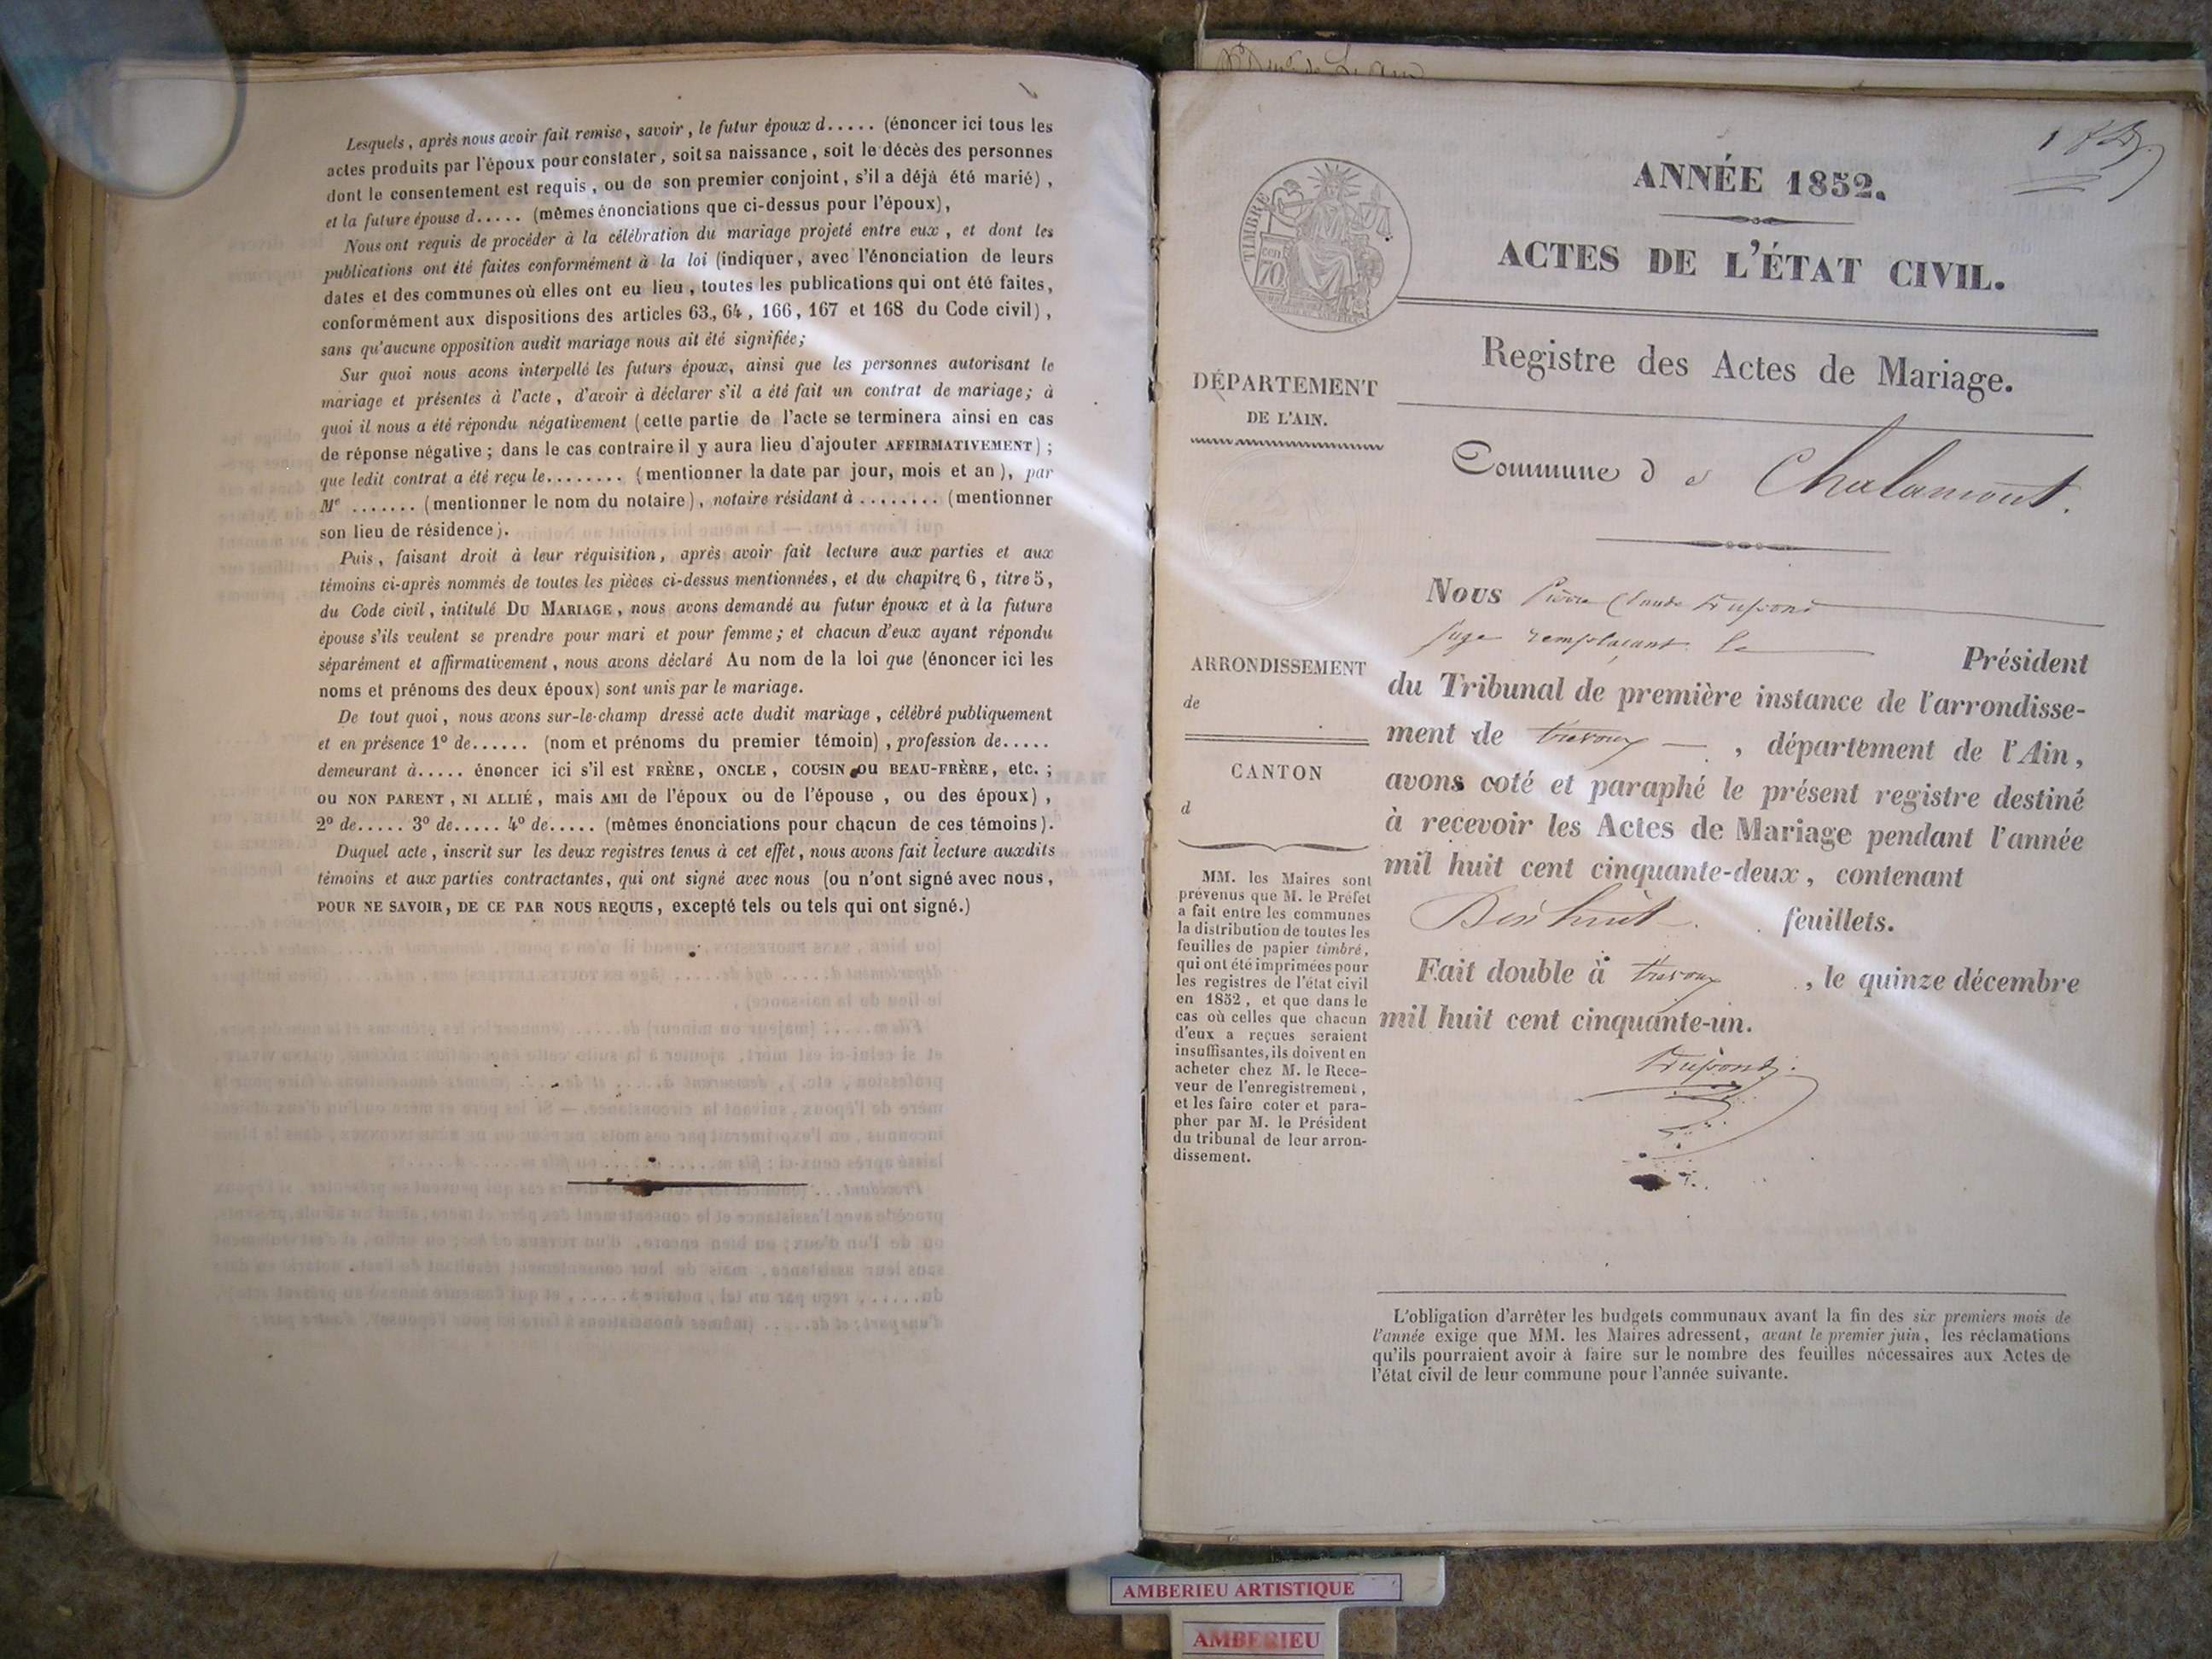 Lesquels, après nous avoir fait remise, savoir, le futur époux d..... (énoncer ici tous les
actes produits par l'époux pour constater, soit sa naissance, soit le décès des personnes
dont le consentement est requis, ou de son premier conjoint, s'il a déjà été marié),
et la future épouse d..... (mêmes énonciations que ci-dessus pour l'époux),
Nous ont requis de procéder à la célébration du mariage projeté entre eux, et dont les
publications ont été faites conformément à la loi (indiquer, avec l'énonciation de leurs
dates et des communes où elles ont eu lieu, toutes les publications qui ont été faites,
conformément aux dispositions des articles 63, 64, 166, 167 et 168 du Code civil),
sans qu'aucune opposition audit mariage nous ait été signifiée;
Sur quoi nous acons interpellé les futurs époux, ainsi que les personnes autorisant le
mariage et présentes à l'acte, d'avoir à déclarer s'il a été fait un contrat de mariage; à
quoi il nous a été répondu négativement (cette partie de l'acte se terminera ainsi en cas
de réponse négative; dans le cas contraire il y aura lieu d'ajouter AFFIRMATIVEMENT);
que ledit contrat a été reçu le........ (mentionner la date par jour, mois et an), par
Me ....... (mentionner le nom du notaire), notaire résidant à ........ (mentionner
son lieu de résidence).
Puis, faisant droit à leur réquisition, après avoir fait lecture aux parties et aux
témoins ci-après nommés de toutes les pièces ci-dessus mentionnées, et du chapitre 6, titre 5,
du Code civil, intitulé DU MARIAGE, nous avons demandé au futur époux et à la future
épouse s'ils veulent se prendre pour mari et pour femme; et chacun d'eux ayant répondu
séparément et affirmativement, nous avons déclaré Au nom de la loi que (énoncer ici les
noms et prénoms des deux époux) sont unis par le mariage.
De tout quoi, nous avons sur-le-champ dressé acte dudit mariage, célébré publiquement
et en présence 1º de...... (nom et prénoms du premier témoin), profession de.....
demeurant à..... énoncer ici s'il est FRÈRE, ONCLE, COUSIN OU BEAU-FRÈRE, etc.;
OU NON PARENT, NI ALLIÉ, mais AMI de l'époux ou de l'épouse, ou des époux),
2º de..... 3º de..... 4º de..... (mêmes énonciations pour chacun de ces témoins).
Duquel acte, inscrit sur les deux registres tenus à cet effet, nous avons fait lecture auxdits
témoins et aux parties contractantes, qui ont signé avec nous (ou n'ont signé avec nous,
POUR NE SAVOIR, DE CE PAR NOUS REQUIS, excepté tels ou tels qui ont signé.)
ANNÉE 1852.
ACTES DE L'ÉTAT CIVIL.
TIMBRE
70 cen
Registre des Actes de Mariage.
DÉPARTEMENT
DE L'AIN.
Commune de Chalamont.
Nous Pierre Claude Dupond
juge remplaçant le Président
du Tribunal de première instance de l'arrondisse-
ment de trevoux, département de l'Ain,
avons coté et paraphé le présent registre destiné
à recevoir les Actes de Mariage pendant l'année
mil huit cent cinquante-deux, contenant
Dix huit feuillets.
Fait double à trevoux, le quinze décembre
mil huit cent cinquante-un.
Dupond
ARRONDISSEMENT
de
CANTON
d
MM. les Maires sont
prévenus que M. le Préfet
a fait entre les communes
la distribution de toutes les
feuilles de papier timbré,
qui ont été imprimées pour
les registres de l'état civil
en 1852, et que dans le
cas où celles que chacun
d'eux a reçues seraient
insuffisantes, ils doivent en
acheter chez M. le Rece-
veur de l'enregistrement,
et les faire coter et para-
pher par M. le Président
du tribunal de leur arron-
dissement.
L'obligation d'arrêter les budgets communaux avant la fin des six premiers mois de
l'année exige que MM. les Maires adressent, avant le premier juin, les réclamations
qu'ils pourraient avoir à faire sur le nombre des feuilles nécessaires aux Actes de
l'état civil de leur commune pour l'année suivante.
AMBERIEU ARTISTIQUE
AMBERIEU